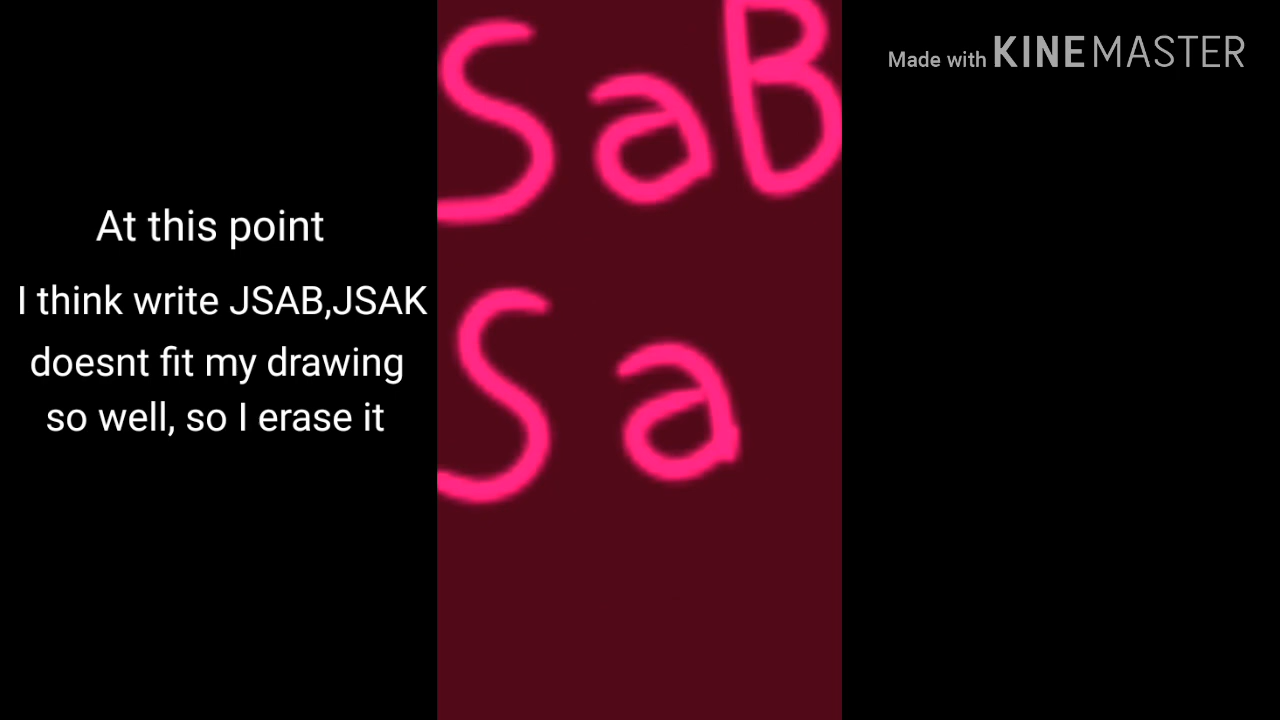 Made with KINEMASTER
SaB
Sa
At this point
I think write JSAB,JSAK
doesnt fit my drawing
so well, so I erase it